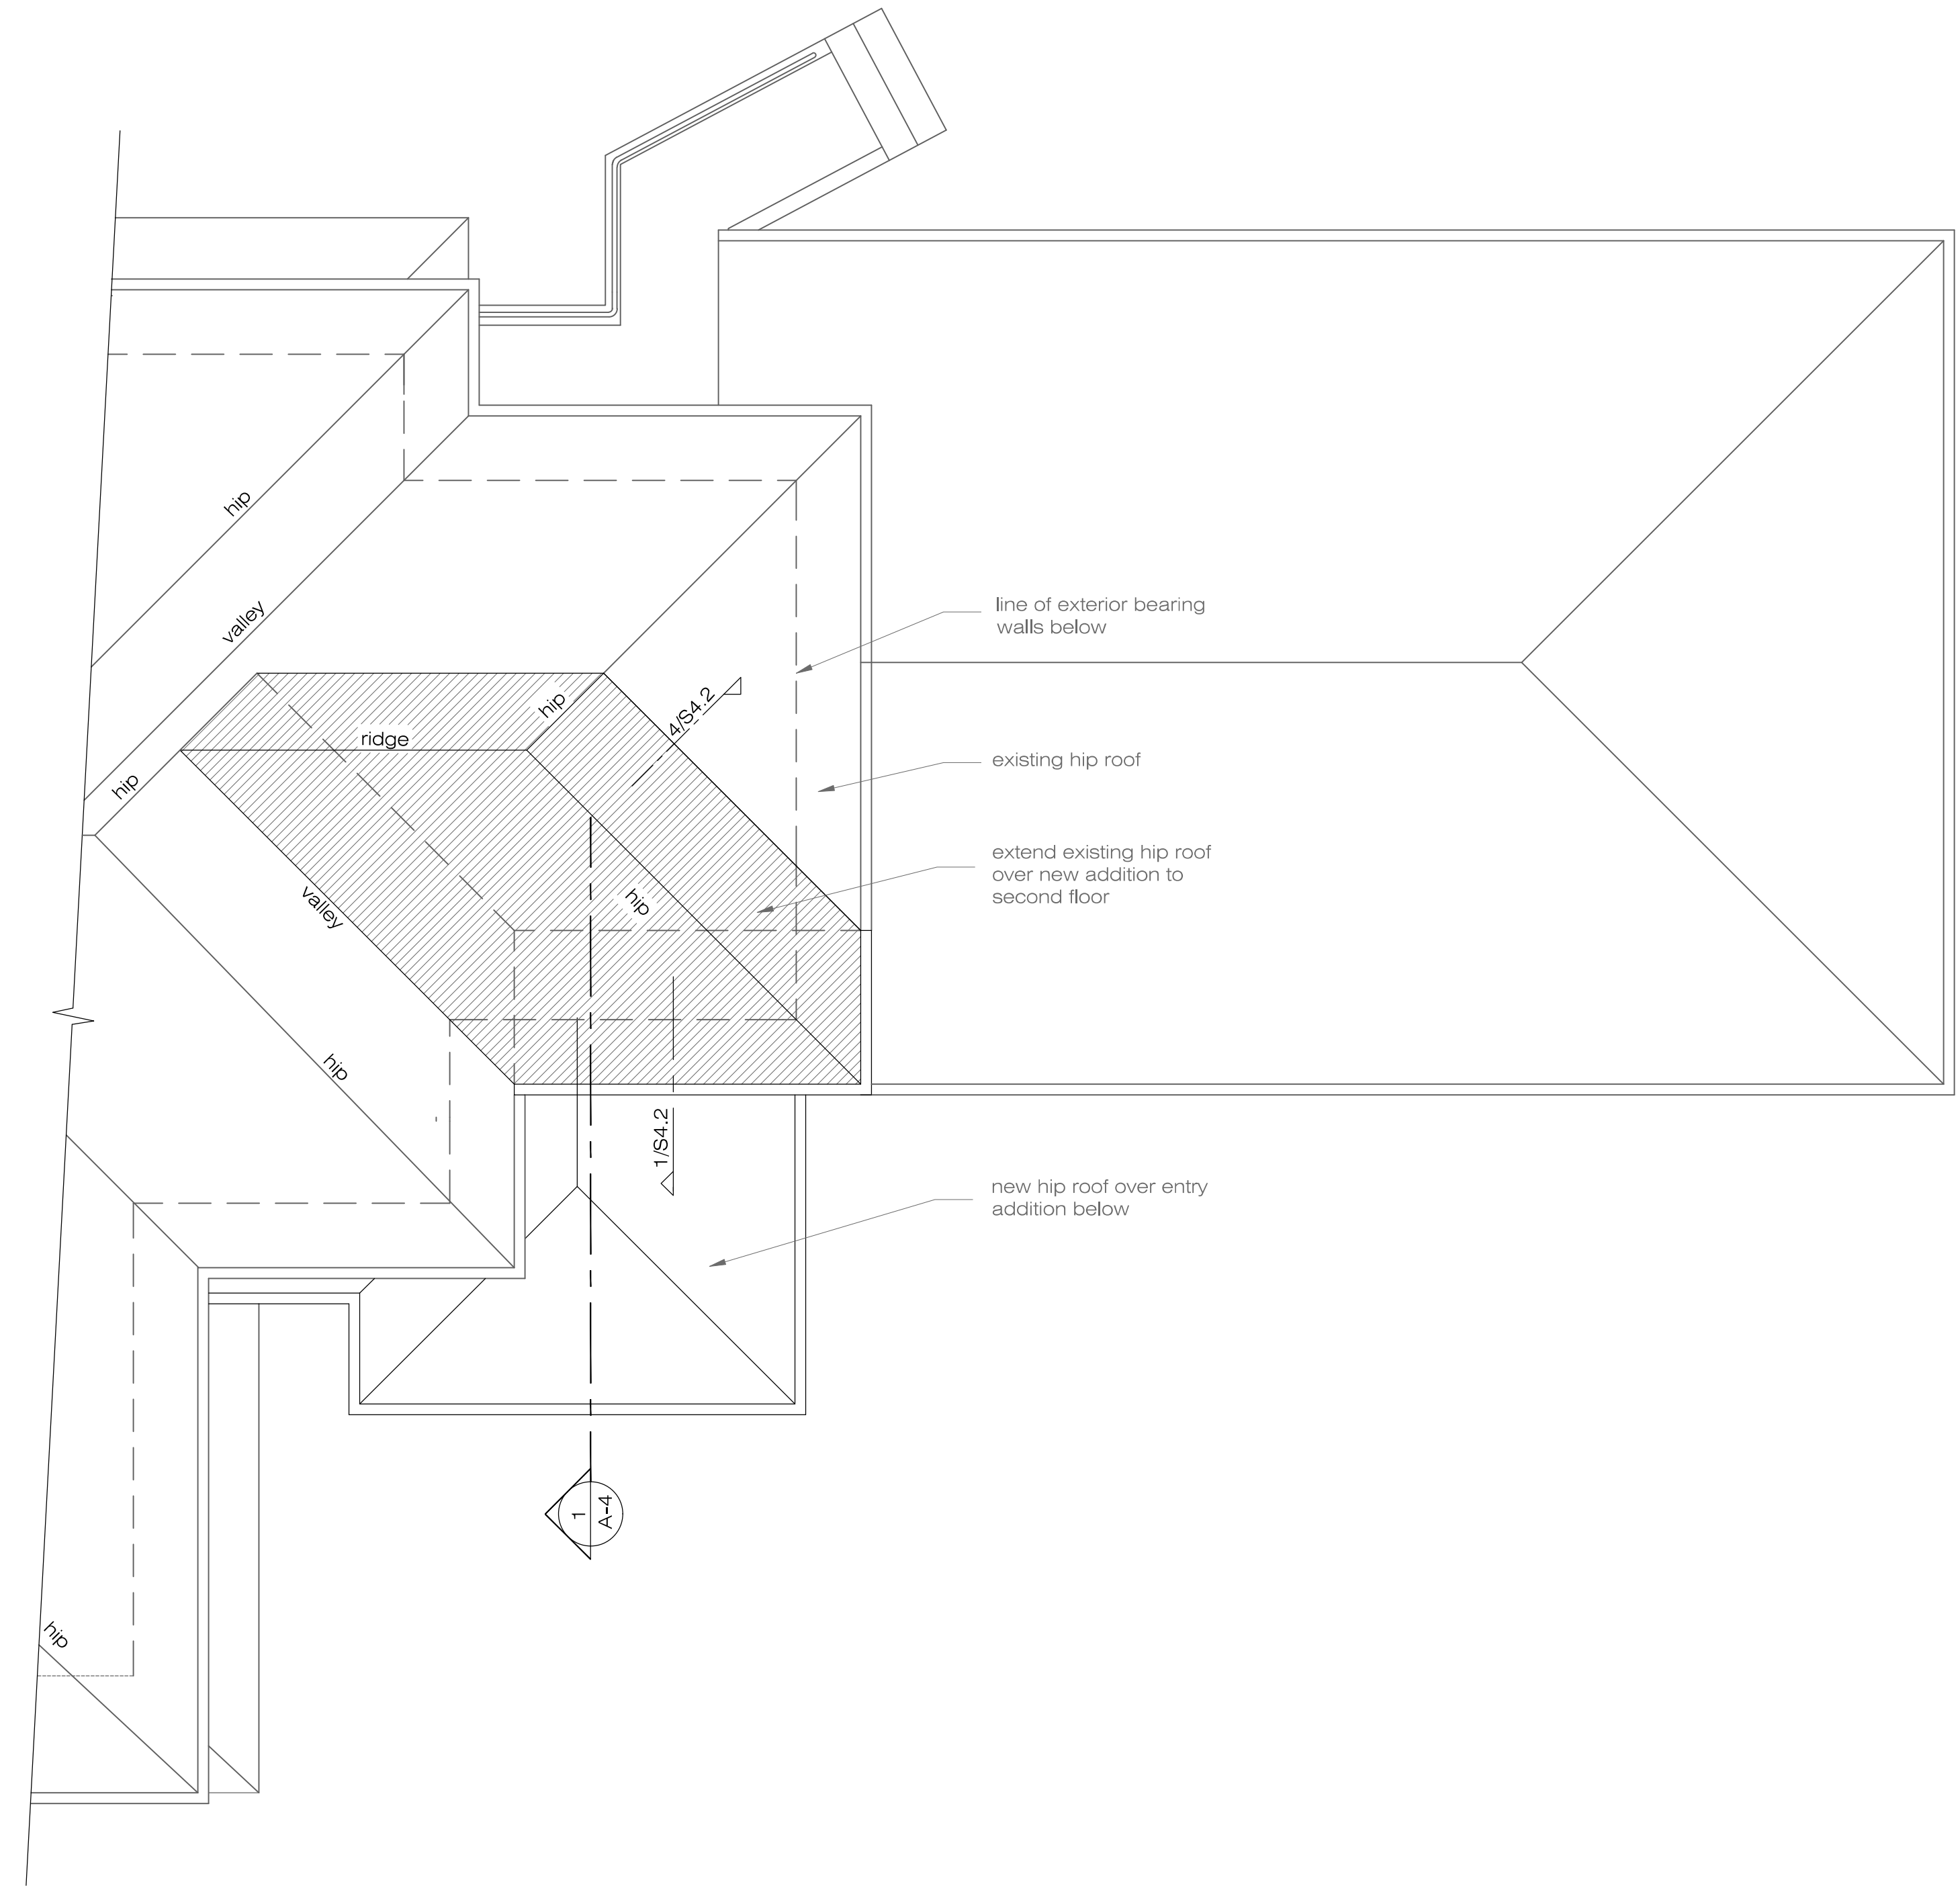 hip
line of exterior bearing
walls below
valley
4/S4.2
hip
ridge
existing hip roof
hip
extend existing hip roof
over new addition to
second floor
hip
valley
hip
1/S4.2
new hip roof over entry
addition below
1
A-4
hip